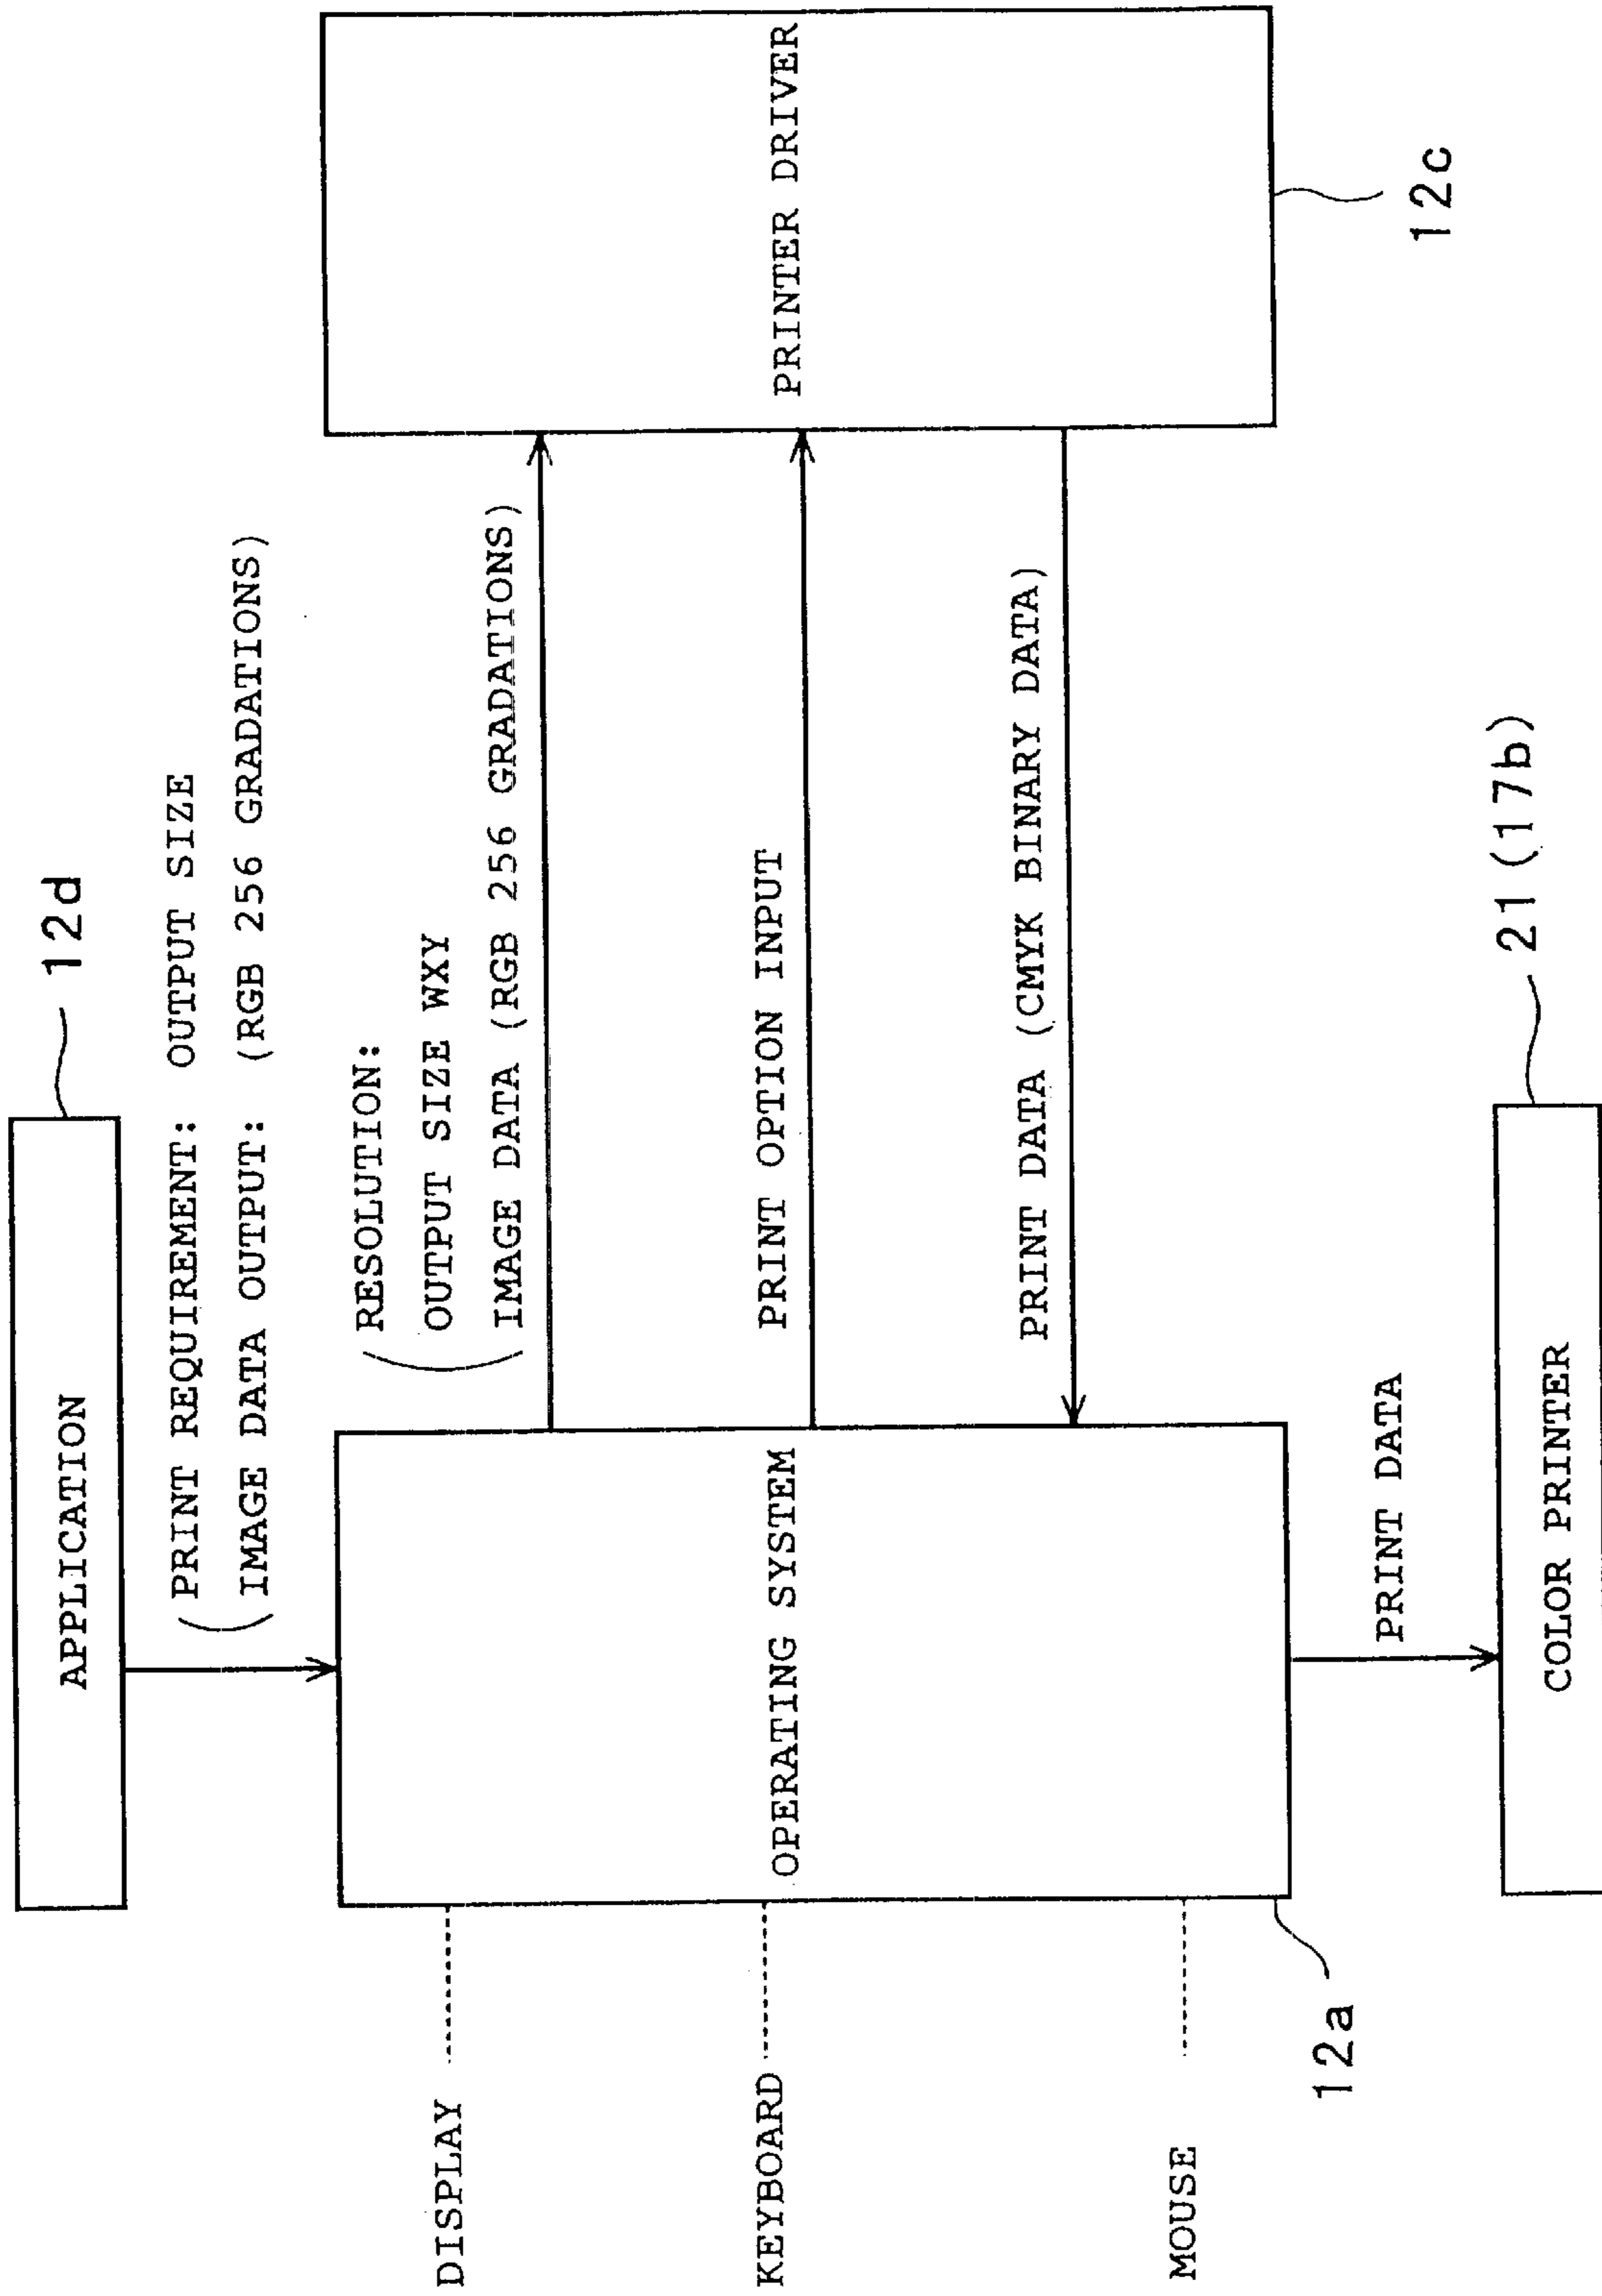 APPLICATION
12d
PRINT REQUIREMENT: OUTPUT SIZE
IMAGE DATA OUTPUT: (RGB 256 GRADATIONS)
DISPLAY
KEYBOARD
MOUSE
OPERATING SYSTEM
12a
RESOLUTION:
OUTPUT SIZE WXY
IMAGE DATA (RGB 256 GRADATIONS)
PRINT OPTION INPUT
PRINT DATA (CMYK BINARY DATA)
PRINTER DRIVER
12c
PRINT DATA
COLOR PRINTER
21(17b)